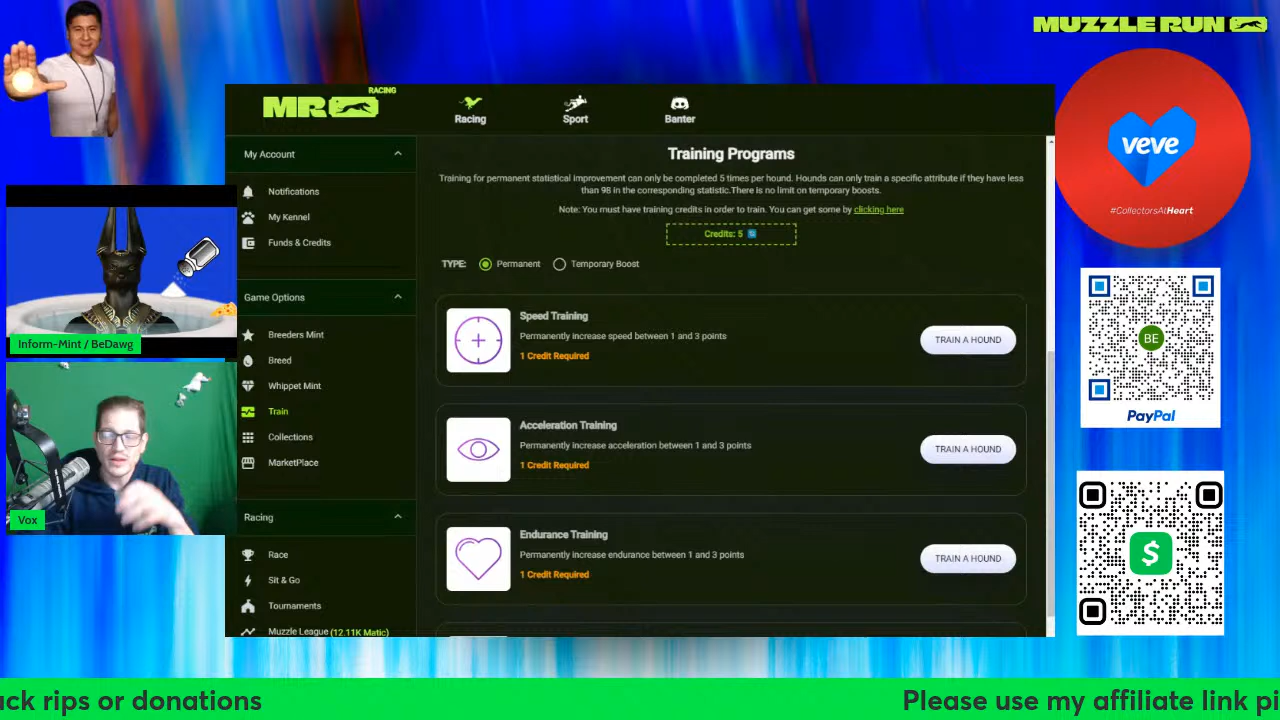 MUZZLE RUN
RACING
MR
Racing
Sport
Banter
My Account
Notifications
My Kennel
Funds & Credits
Game Options
Breeders Mint
Breed
Whippet Mint
Train
Collections
MarketPlace
Racing
Race
Sit & Go
Tournaments
Muzzle League (12.11K Matic)
Training Programs
Training for permanent statistical improvement can only be completed 5 times per hound. Hounds can only train a specific attribute if they have less
than 98 in the corresponding statistic.There is no limit on temporary boosts.
Note: You must have training credits in order to train. You can get some by clicking here
Credits: 5
TYPE: Permanent Temporary Boost
Speed Training
Permanently increase speed between 1 and 3 points
1 Credit Required
TRAIN A HOUND
Acceleration Training
Permanently increase acceleration between 1 and 3 points
1 Credit Required
TRAIN A HOUND
Endurance Training
Permanently increase endurance between 1 and 3 points
1 Credit Required
TRAIN A HOUND
Inform-Mint / BeDawg
Vox
veve
#CollectorsAtHeart
BE
PayPal
$
ack rips or donations
Please use my affiliate link pi